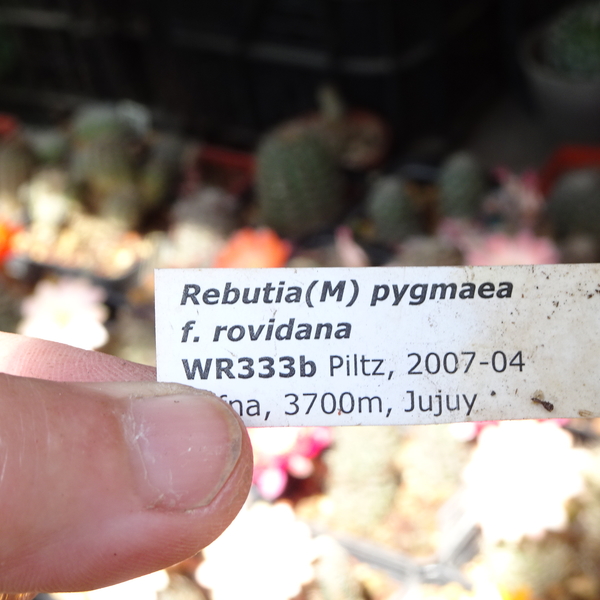 Rebutia(M) pygmaea
f. rovidana
WR333b Piltz, 2007-04
3700m, Jujuy